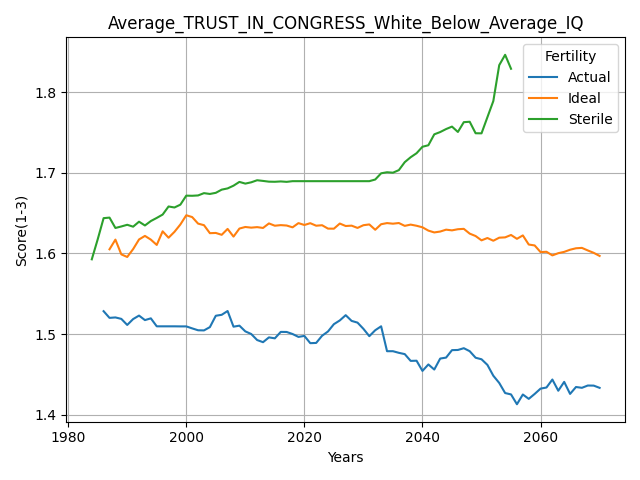 Average_TRUST_IN_CONGRESS_White_Below_Average_IQ
Fertility
Actual
Ideal
Sterile
Score(1-3)
1.8
1.7
1.6
1.5
1.4
1980
2000
2020
2040
2060
Years